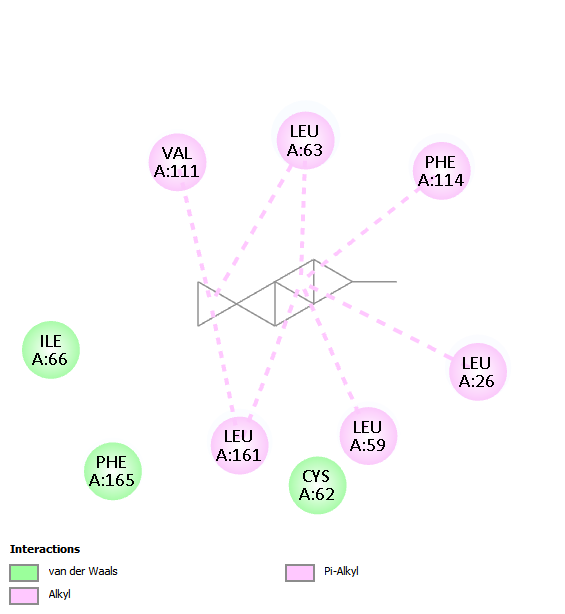 LEU
A:63
VAL
A:111
PHE
A:114
ILE
A:66
LEU
A:26
LEU
A:59
LEU
A:161
PHE
A:165
CYS
A:62
Interactions
van der Waals
Pi-Alkyl
Alkyl